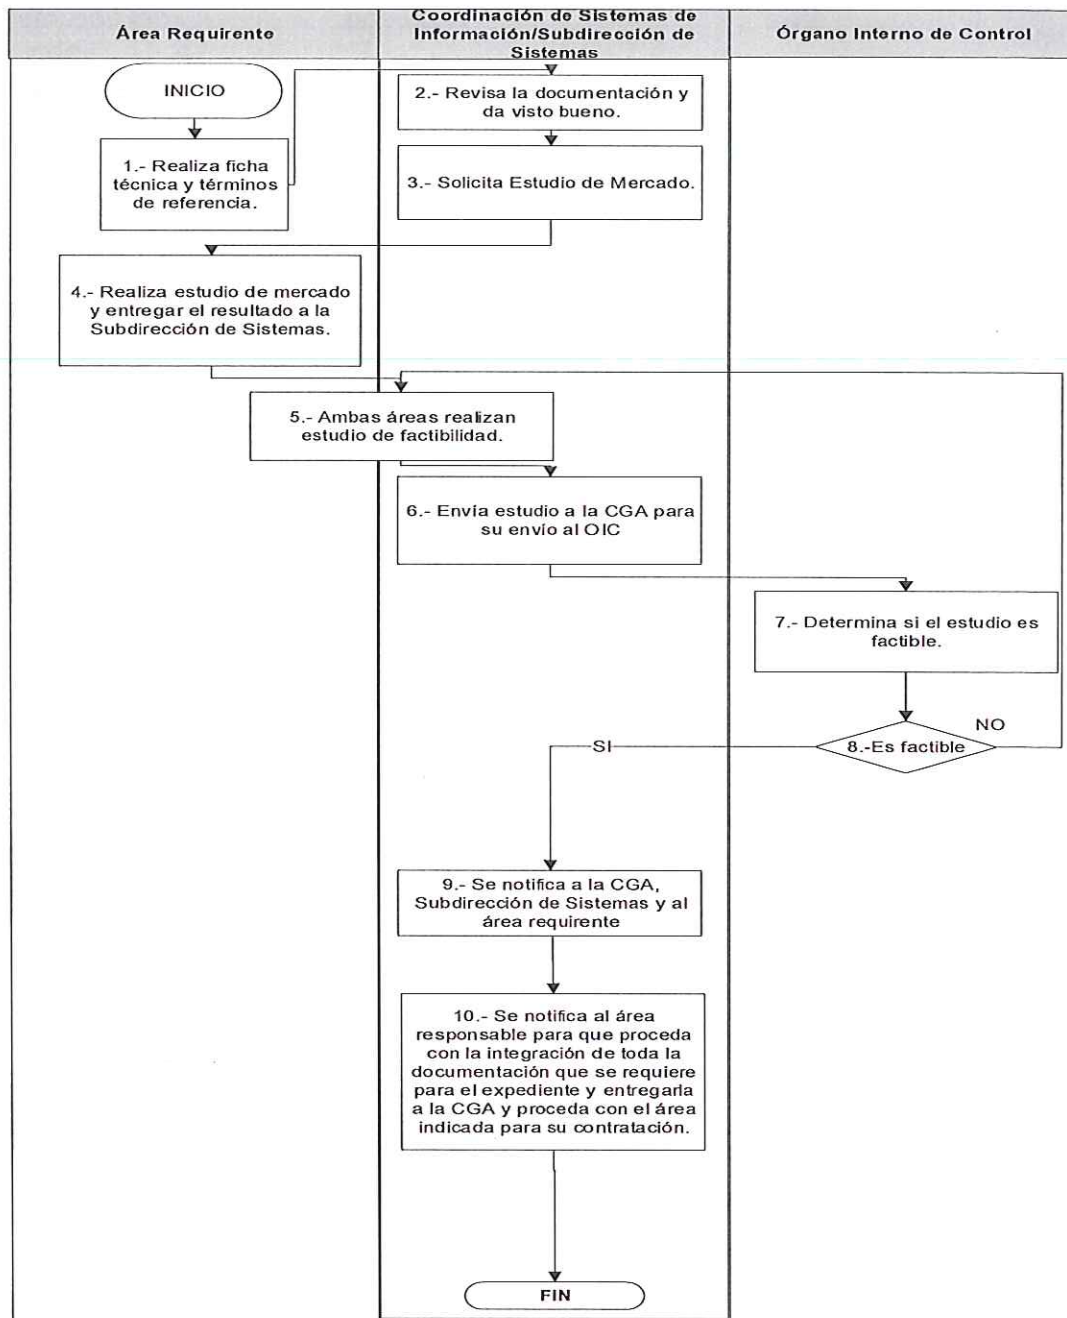 Área Requirente
Coordinación de Sistemas de
Información/Subdirección de
Sistemas
Órgano Interno de Control
INICIO
1.- Realiza ficha
técnica y términos
de referencia.
2.- Revisa la documentación y
da visto bueno.
3.- Solicita Estudio de Mercado.
4.- Realiza estudio de mercado
y entregar el resultado a la
Subdirección de Sistemas.
5.- Ambas áreas realizan
estudio de factibilidad.
6.- Envía estudio a la CGA para
su envío al OIC
7.- Determina si el estudio es
factible.
8.-Es factible
NO
SI
9.- Se notifica a la CGA,
Subdirección de Sistemas y al
área requirente
10.- Se notifica al área
responsable para que proceda
con la integración de toda la
documentación que se requiere
para el expediente y entregarla
a la CGA y proceda con el área
indicada para su contratación.
FIN